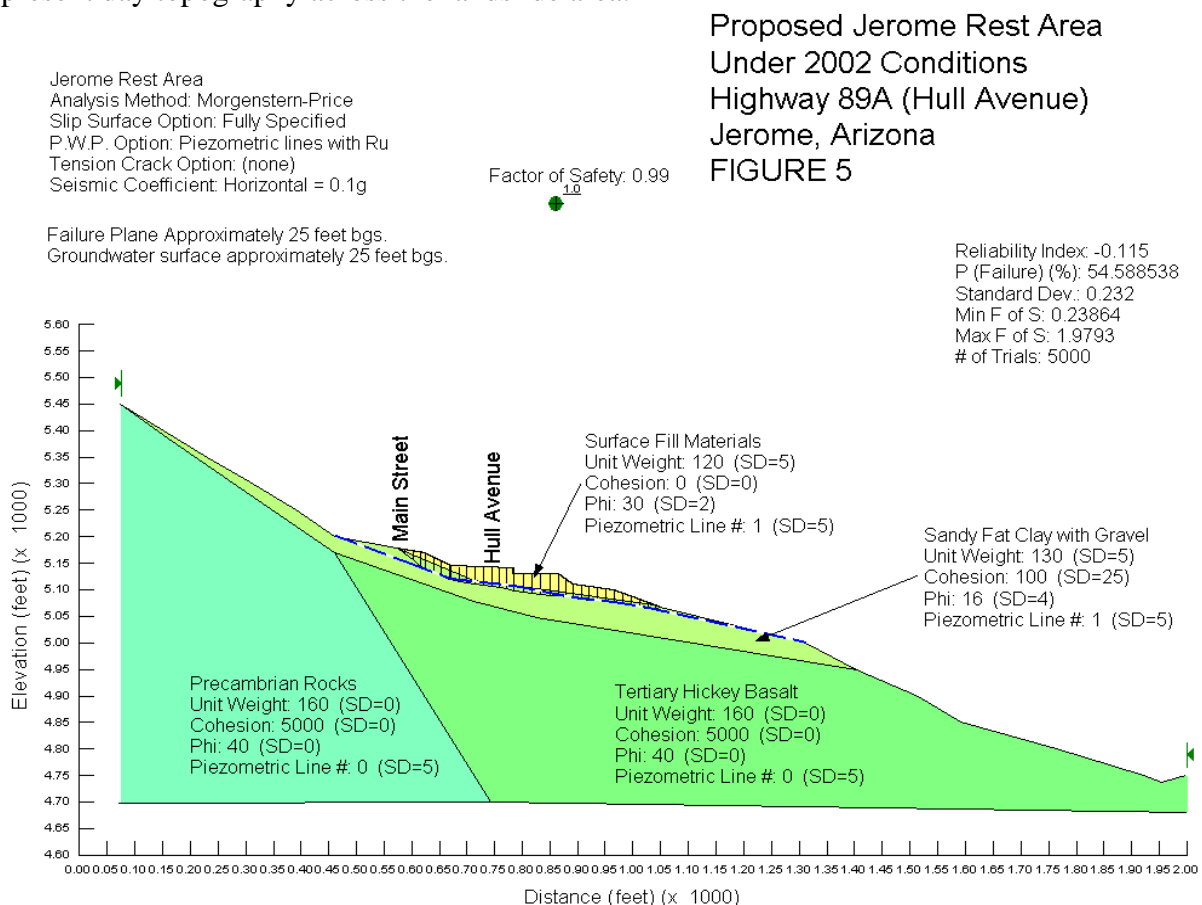 present day topography across the landslide area.
Proposed Jerome Rest Area
Under 2002 Conditions
Highway 89A (Hull Avenue)
Jerome, Arizona
FIGURE 5
Jerome Rest Area
Analysis Method: Morgenstern-Price
Slip Surface Option: Fully Specified
P.W.P. Option: Piezometric lines with Ru
Tension Crack Option: (none)
Seismic Coefficient: Horizontal = 0.1g
Factor of Safety: 0.99
1.0
Failure Plane Approximately 25 feet bgs.
Groundwater surface approximately 25 feet bgs.
Reliability Index: -0.115
P (Failure) (%): 54.588538
Standard Dev.: 0.232
Min F of S: 0.23864
Max F of S: 1.9793
# of Trials: 5000
Main Street
Hull Avenue
Surface Fill Materials
Unit Weight: 120 (SD=5)
Cohesion: 0 (SD=0)
Phi: 30 (SD=2)
Piezometric Line #: 1 (SD=5)
Sandy Fat Clay with Gravel
Unit Weight: 130 (SD=5)
Cohesion: 100 (SD=25)
Phi: 16 (SD=4)
Piezometric Line #: 1 (SD=5)
Precambrian Rocks
Unit Weight: 160 (SD=0)
Cohesion: 5000 (SD=0)
Phi: 40 (SD=0)
Piezometric Line #: 0 (SD=5)
Tertiary Hickey Basalt
Unit Weight: 160 (SD=0)
Cohesion: 5000 (SD=0)
Phi: 40 (SD=0)
Piezometric Line #: 0 (SD=5)
Elevation (feet) (x 1000)
5.60
5.55
5.50
5.45
5.40
5.35
5.30
5.25
5.20
5.15
5.10
5.05
5.00
4.95
4.90
4.85
4.80
4.75
4.70
4.65
4.60
0.00 0.05 0.10 0.15 0.20 0.25 0.30 0.35 0.40 0.45 0.50 0.55 0.60 0.65 0.70 0.75 0.80 0.85 0.90 0.95 1.00 1.05 1.10 1.15 1.20 1.25 1.30 1.35 1.40 1.45 1.50 1.55 1.60 1.65 1.70 1.75 1.80 1.85 1.90 1.95 2.00
Distance (feet) (x 1000)